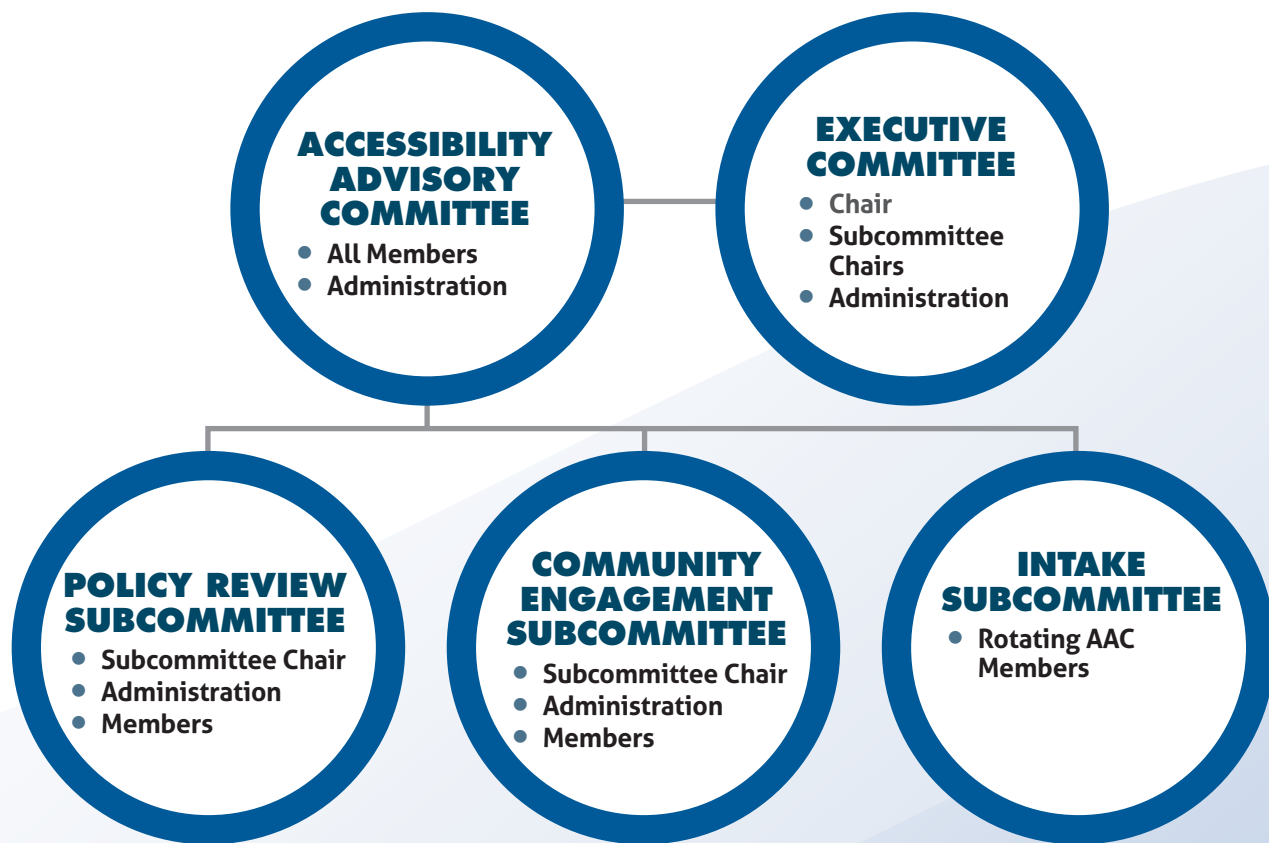 ACCESSIBILITY
ADVISORY
COMMITTEE
• All Members
• Administration
EXECUTIVE
COMMITTEE
• Chair
• Subcommittee
Chairs
• Administration
POLICY REVIEW
SUBCOMMITTEE
• Subcommittee Chair
• Administration
• Members
COMMUNITY
ENGAGEMENT
SUBCOMMITTEE
• Subcommittee Chair
• Administration
• Members
INTAKE
SUBCOMMITTEE
• Rotating AAC
Members